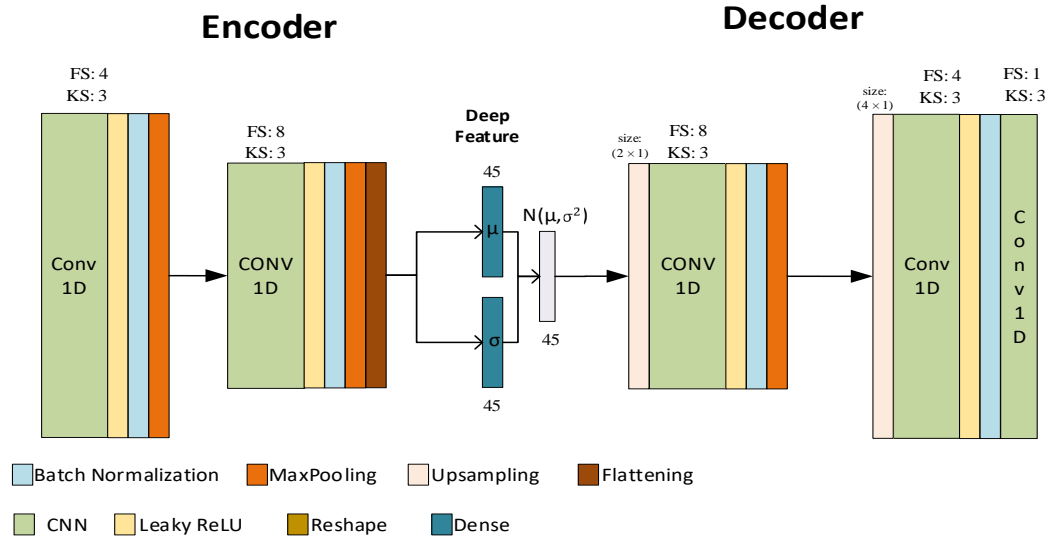 Encoder
Decoder
FS: 4
KS: 3
FS: 8
KS: 3
Deep
Feature
45
45
N(μ,σ²)
45
size:
(2 × 1)
FS: 8
KS: 3
size:
(4 × 1)
FS: 4
KS: 3
FS: 1
KS: 3
Conv
1D
CONV
1D
μ
σ
CONV
1D
Conv
1D
C
o
n
v
1
D
Batch Normalization
MaxPooling
Upsampling
Flattening
CNN
Leaky ReLU
Reshape
Dense